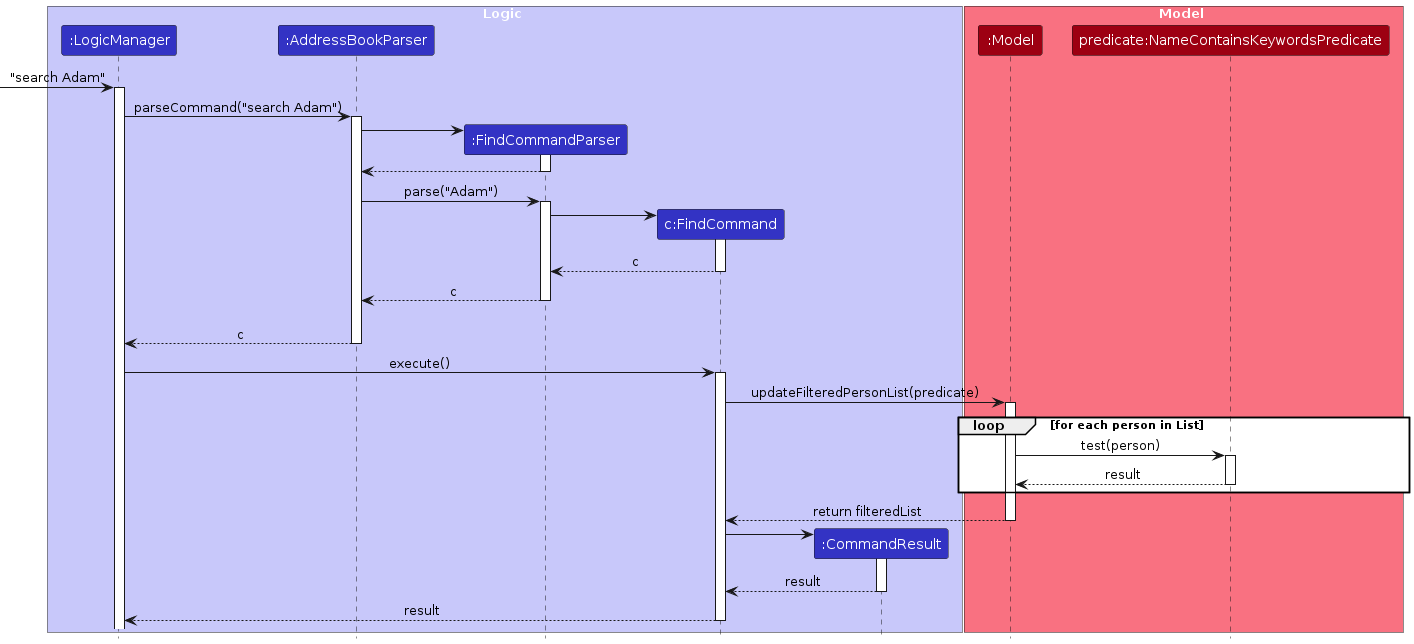 Logic
Model
:LogicManager
:AddressBookParser
:Model
predicate:NameContainsKeywordsPredicate
"search Adam"
parseCommand("search Adam")
:FindCommandParser
parse("Adam")
c:FindCommand
c
c
c
execute()
updateFilteredPersonList(predicate)
loop
[for each person in List]
test(person)
result
return filteredList
:CommandResult
result
result